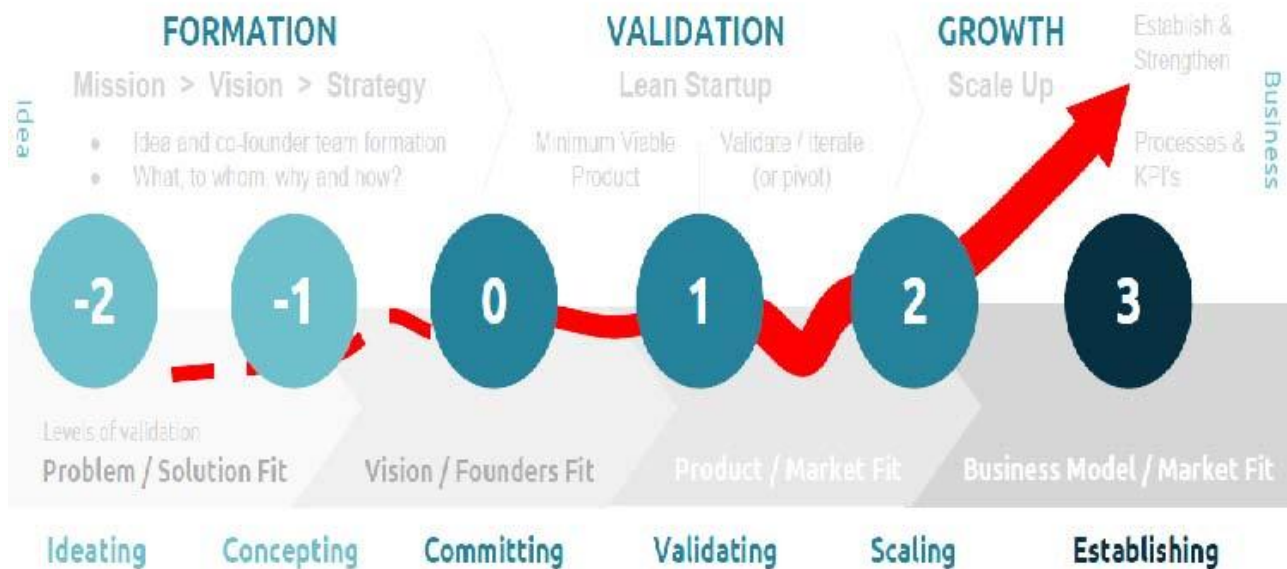 FORMATION
VALIDATION
GROWTH
Establish &
Strengthen
Mission > Vision > Strategy
Lean Startup
Scale Up
Idea
Business
• Idea and co-founder team formation
• What, to whom, why and now?
Minimum Viable
Product
Validate / Iterate
(or pivot)
Processes &
KPI's
-2
-1
0
1
2
3
Levels of validation
Problem / Solution Fit
Vision / Founders Fit
Product / Market Fit
Business Model / Market Fit
Ideating
Concepting
Committing
Validating
Scaling
Establishing